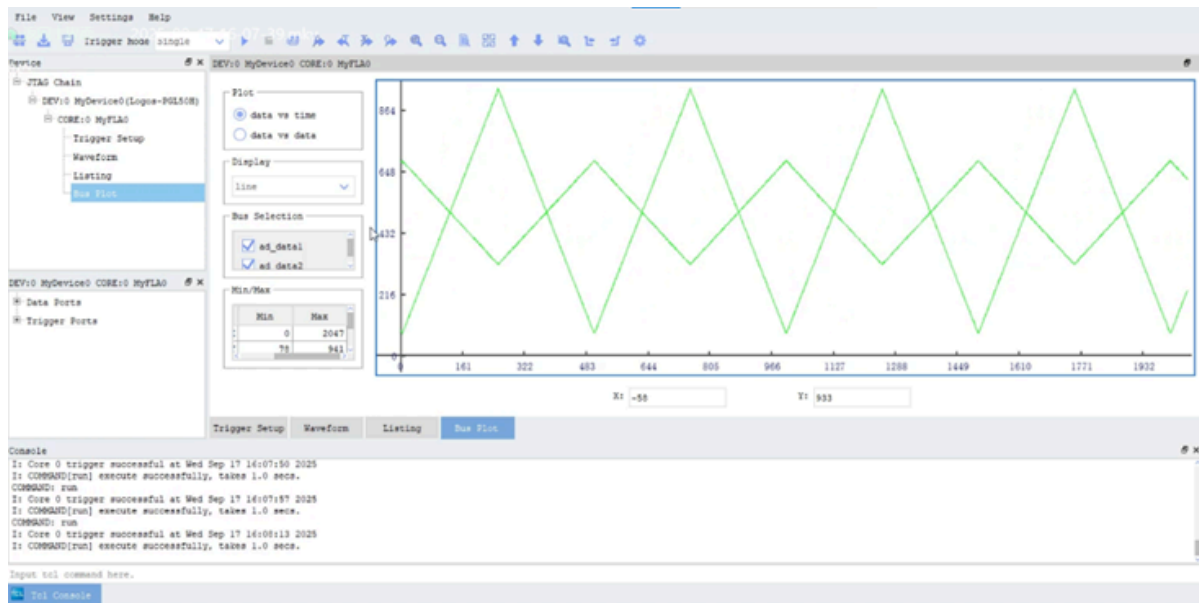 File View Settings Help
Trigger Mode single
Device
JTAG Chain
DEV:0 MyDevice0(Logos-PGL50H)
CORE:0 MyFLA0
Trigger Setup
Waveform
Listing
Bus Plot
DEV:0 MyDevice0 CORE:0 MyFLA0
Data Ports
Trigger Ports
DEV:0 MyDevice0 CORE:0 MyFLA0
Plot
data vs time
data vs data
Display
line
Bus Selection
ad_data1
ad_data2
Min/Max
Min Max
0 2047
78 941
864
648
432
216
0
0 161 322 483 644 805 966 1127 1288 1449 1610 1771 1932
X: -58 Y: 933
Trigger Setup Waveform Listing Bus Plot
Console
I: Core 0 trigger successful at Wed Sep 17 16:07:50 2025
I: COMMAND[run] execute successfully, takes 1.0 secs.
COMMAND: run
I: Core 0 trigger successful at Wed Sep 17 16:07:57 2025
I: COMMAND[run] execute successfully, takes 1.0 secs.
COMMAND: run
I: Core 0 trigger successful at Wed Sep 17 16:08:13 2025
I: COMMAND[run] execute successfully, takes 1.0 secs.
Input tcl command here.
Tcl Console